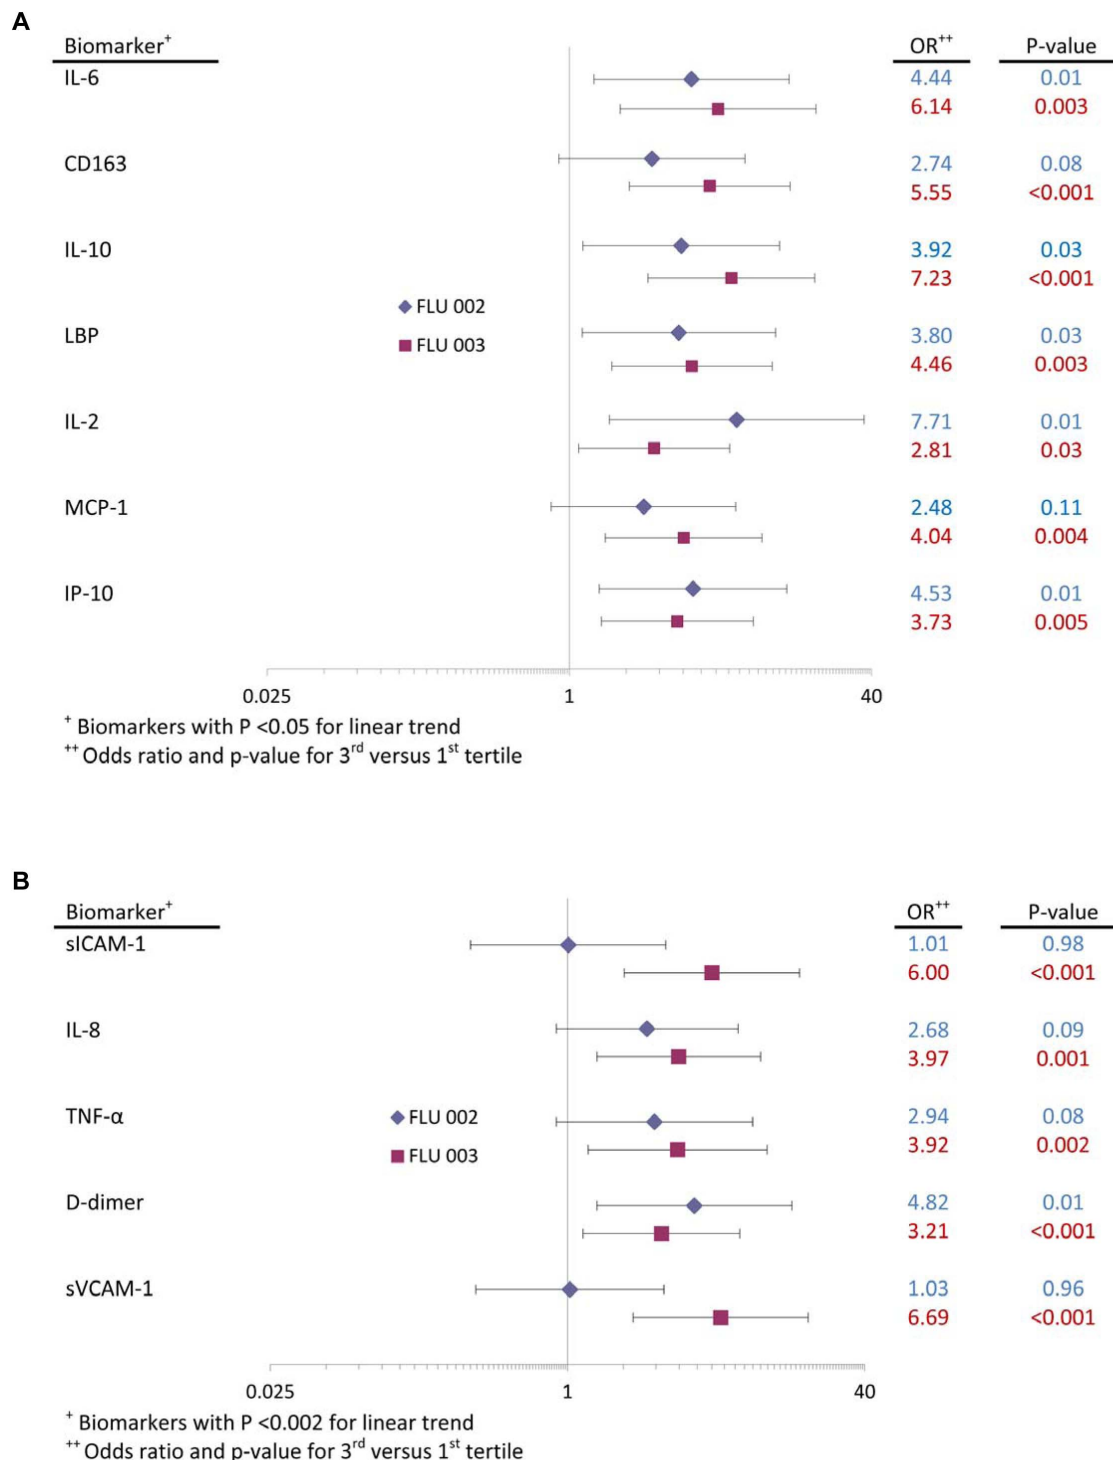 A
Biomarker+ OR++ P-value
IL-6 4.44 0.01
6.14 0.003
CD163 2.74 0.08
5.55 <0.001
IL-10 3.92 0.03
7.23 <0.001
FLU 002
LBP 3.80 0.03
FLU 003
4.46 0.003
IL-2 7.71 0.01
2.81 0.03
MCP-1 2.48 0.11
4.04 0.004
IP-10 4.53 0.01
3.73 0.005
0.025 1 40
+ Biomarkers with P <0.05 for linear trend
++ Odds ratio and p-value for 3rd versus 1st tertile
B
Biomarker+ OR++ P-value
sICAM-1 1.01 0.98
6.00 <0.001
IL-8 2.68 0.09
3.97 0.001
TNF-α FLU 002 2.94 0.08
3.92 0.002
FLU 003
D-dimer 4.82 0.01
3.21 <0.001
sVCAM-1 1.03 0.96
6.69 <0.001
0.025 1 40
+ Biomarkers with P <0.002 for linear trend
++ Odds ratio and p-value for 3rd versus 1st tertile